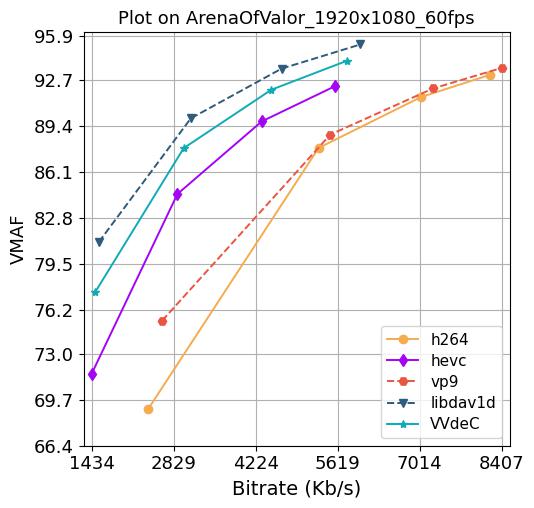 Plot on ArenaOfValor_1920x1080_60fps
95.9
92.7
89.4
86.1
82.8
79.5
76.2
73.0
69.7
66.4
VMAF
h264
hevc
vp9
libdav1d
VVdeC
1434 2829 4224 5619 7014 8407
Bitrate (Kb/s)